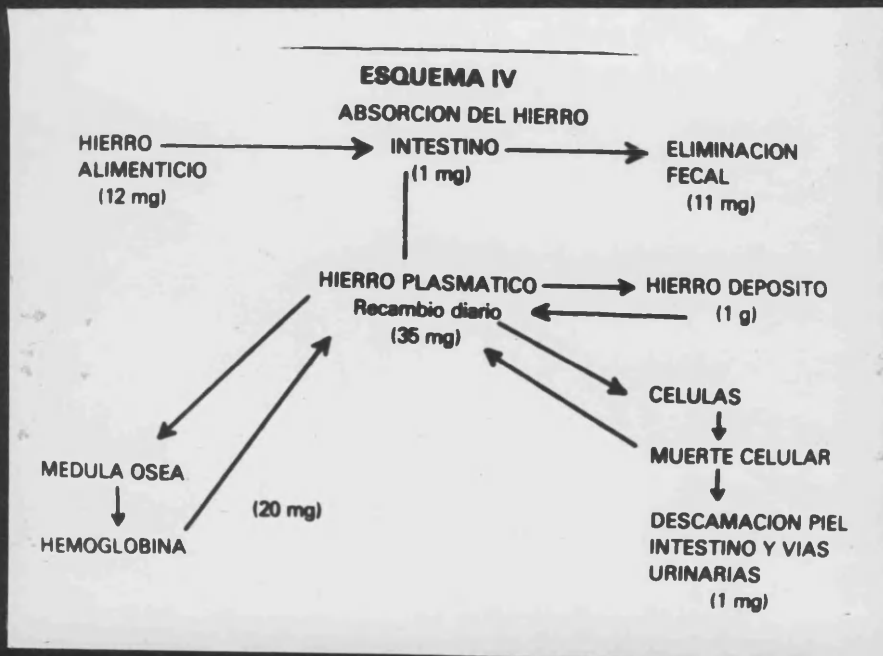 ESQUEMA IV
ABSORCION DEL HIERRO
HIERRO
ALIMENTICIO
(12 mg)
INTESTINO
(1 mg)
ELIMINACION
FECAL
(11 mg)
HIERRO PLASMATICO
Recambio diario
(35 mg)
HIERRO DEPOSITO
(1 g)
CELULAS
MUERTE CELULAR
DESCAMACION PIEL
INTESTINO Y VIAS
URINARIAS
(1 mg)
MEDULA OSEA
HEMOGLOBINA
(20 mg)